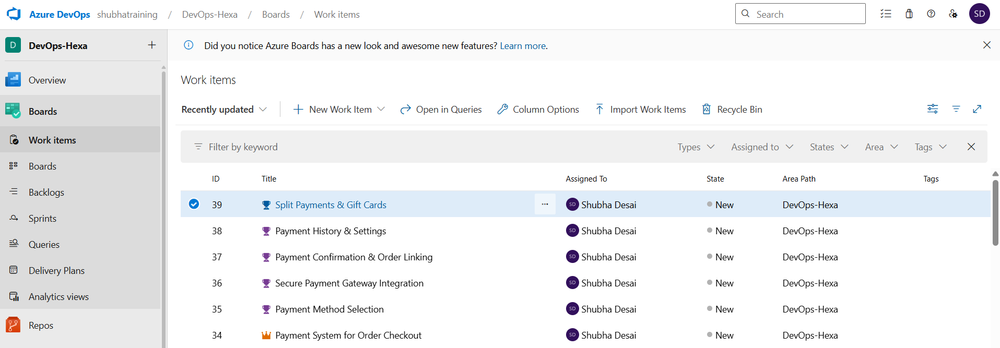 Azure DevOps shubhatraining / DevOps-Hexa / Boards / Work items Search SD
D DevOps-Hexa +
Did you notice Azure Boards has a new look and awesome new features? Learn more.
Overview
Boards
Work items
Boards
Backlogs
Sprints
Queries
Delivery Plans
Analytics views
Repos
Work items
Recently updated New Work Item Open in Queries Column Options Import Work Items Recycle Bin
Filter by keyword Types Assigned to States Area Tags
ID Title Assigned To State Area Path Tags
39 Split Payments & Gift Cards ... SD Shubha Desai New DevOps-Hexa
38 Payment History & Settings SD Shubha Desai New DevOps-Hexa
37 Payment Confirmation & Order Linking SD Shubha Desai New DevOps-Hexa
36 Secure Payment Gateway Integration SD Shubha Desai New DevOps-Hexa
35 Payment Method Selection SD Shubha Desai New DevOps-Hexa
34 Payment System for Order Checkout SD Shubha Desai New DevOps-Hexa